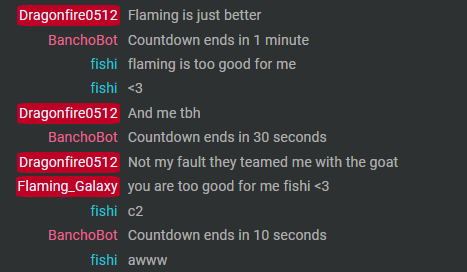 Dragonfire0512 Flaming is just better
BanchoBot Countdown ends in 1 minute
fishi flaming is too good for me
fishi <3
Dragonfire0512 And me tbh
BanchoBot Countdown ends in 30 seconds
Dragonfire0512 Not my fault they teamed me with the goat
Flaming_Galaxy you are too good for me fishi <3
fishi c2
BanchoBot Countdown ends in 10 seconds
fishi awww